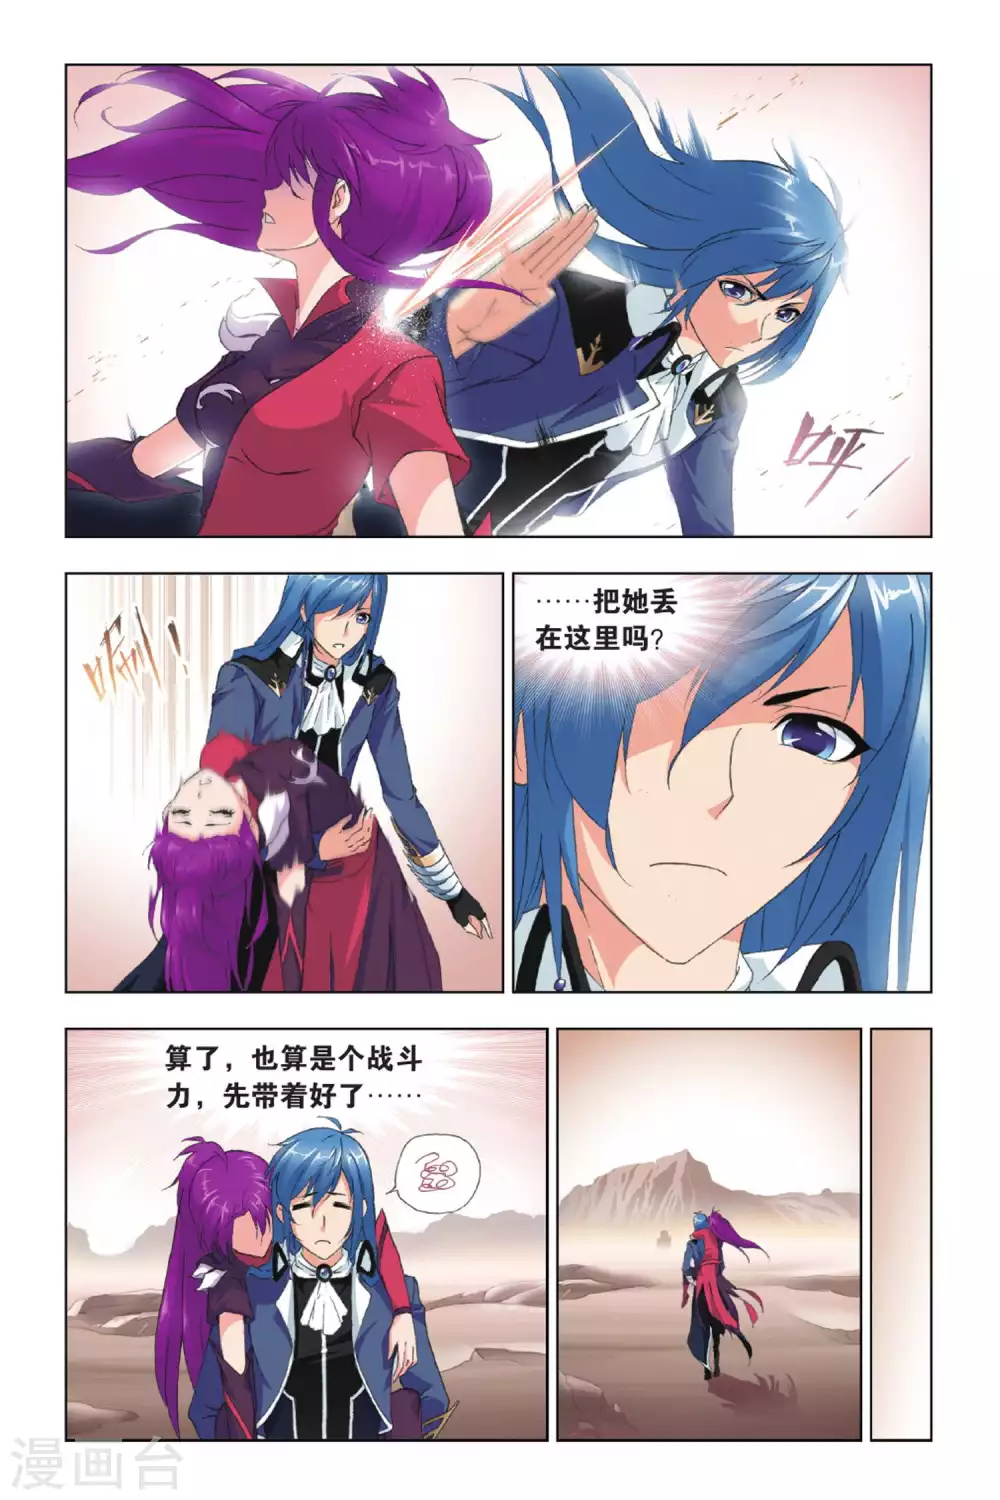 呯
唰！
……把她丢
在这里吗？
算了，也算是个战斗
力，先带着好了……
漫画台